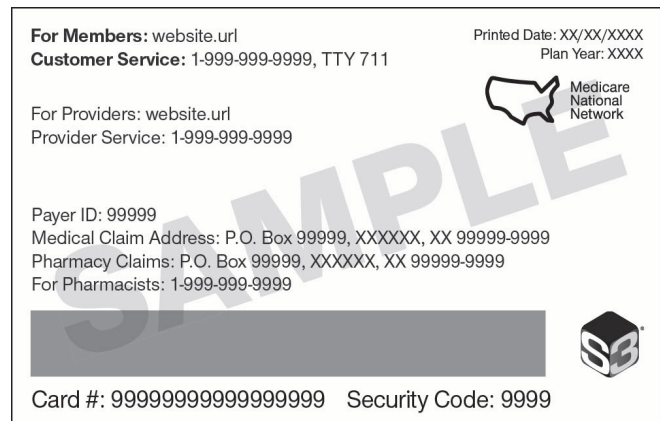 For Members: website.url
Customer Service: 1-999-999-9999, TTY 711
Printed Date: XX/XX/XXXX
Plan Year: XXXX
Medicare
National
Network
For Providers: website.url
Provider Service: 1-999-999-9999
SAMPLE
Payer ID: 99999
Medical Claim Address: P.O. Box 99999, XXXXXX, XX 99999-9999
Pharmacy Claims: P.O. Box 99999, XXXXXX, XX 99999-9999
For Pharmacists: 1-999-999-9999
S3
Card #: 99999999999999999 Security Code: 9999